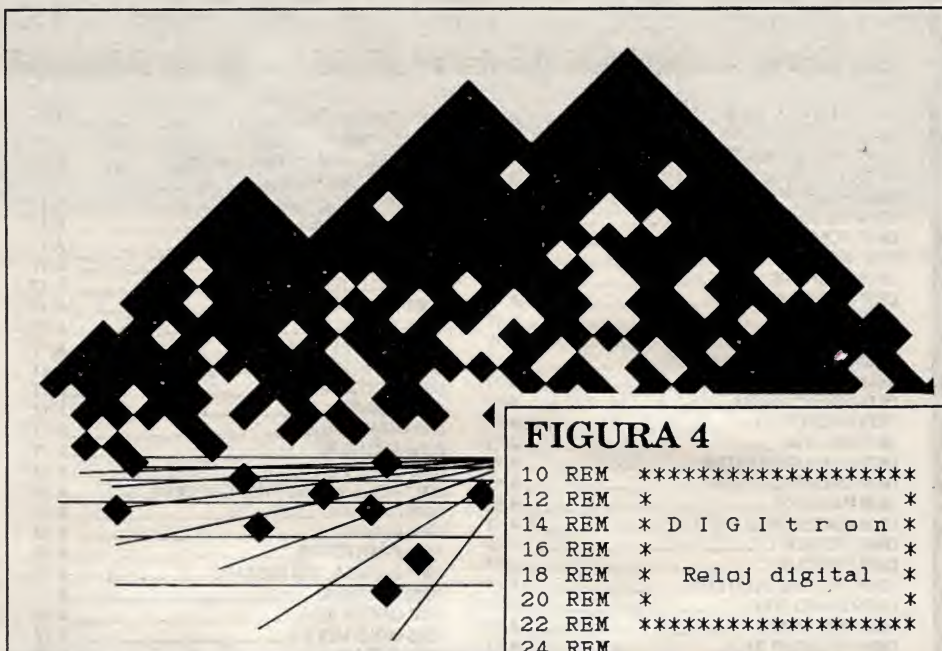 FIGURA 4
10 REM *******************
12 REM * *
14 REM * D I G I t r o n *
16 REM * *
18 REM * Reloj digital *
20 REM * *
22 REM *******************
24 REM